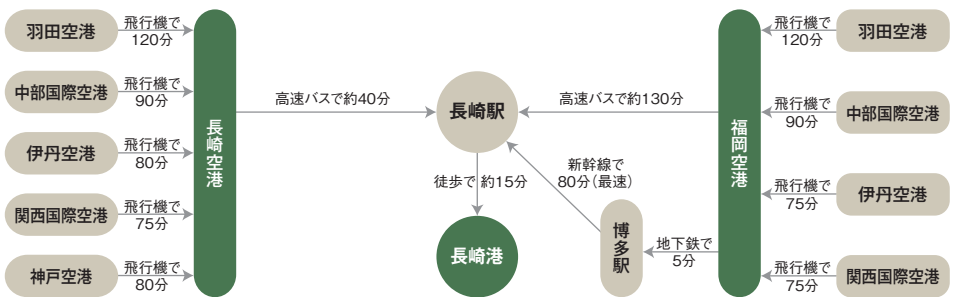 羽田空港
飛行機で
120分
中部国際空港
飛行機で
90分
伊丹空港
飛行機で
80分
関西国際空港
飛行機で
75分
神戸空港
飛行機で
80分
長崎空港
高速バスで約40分
長崎駅
徒歩で 約15分
長崎港
高速バスで約130分
新幹線で
80分(最速)
博多駅
地下鉄で
5分
福岡空港
飛行機で
120分
羽田空港
飛行機で
90分
中部国際空港
飛行機で
75分
伊丹空港
飛行機で
75分
関西国際空港